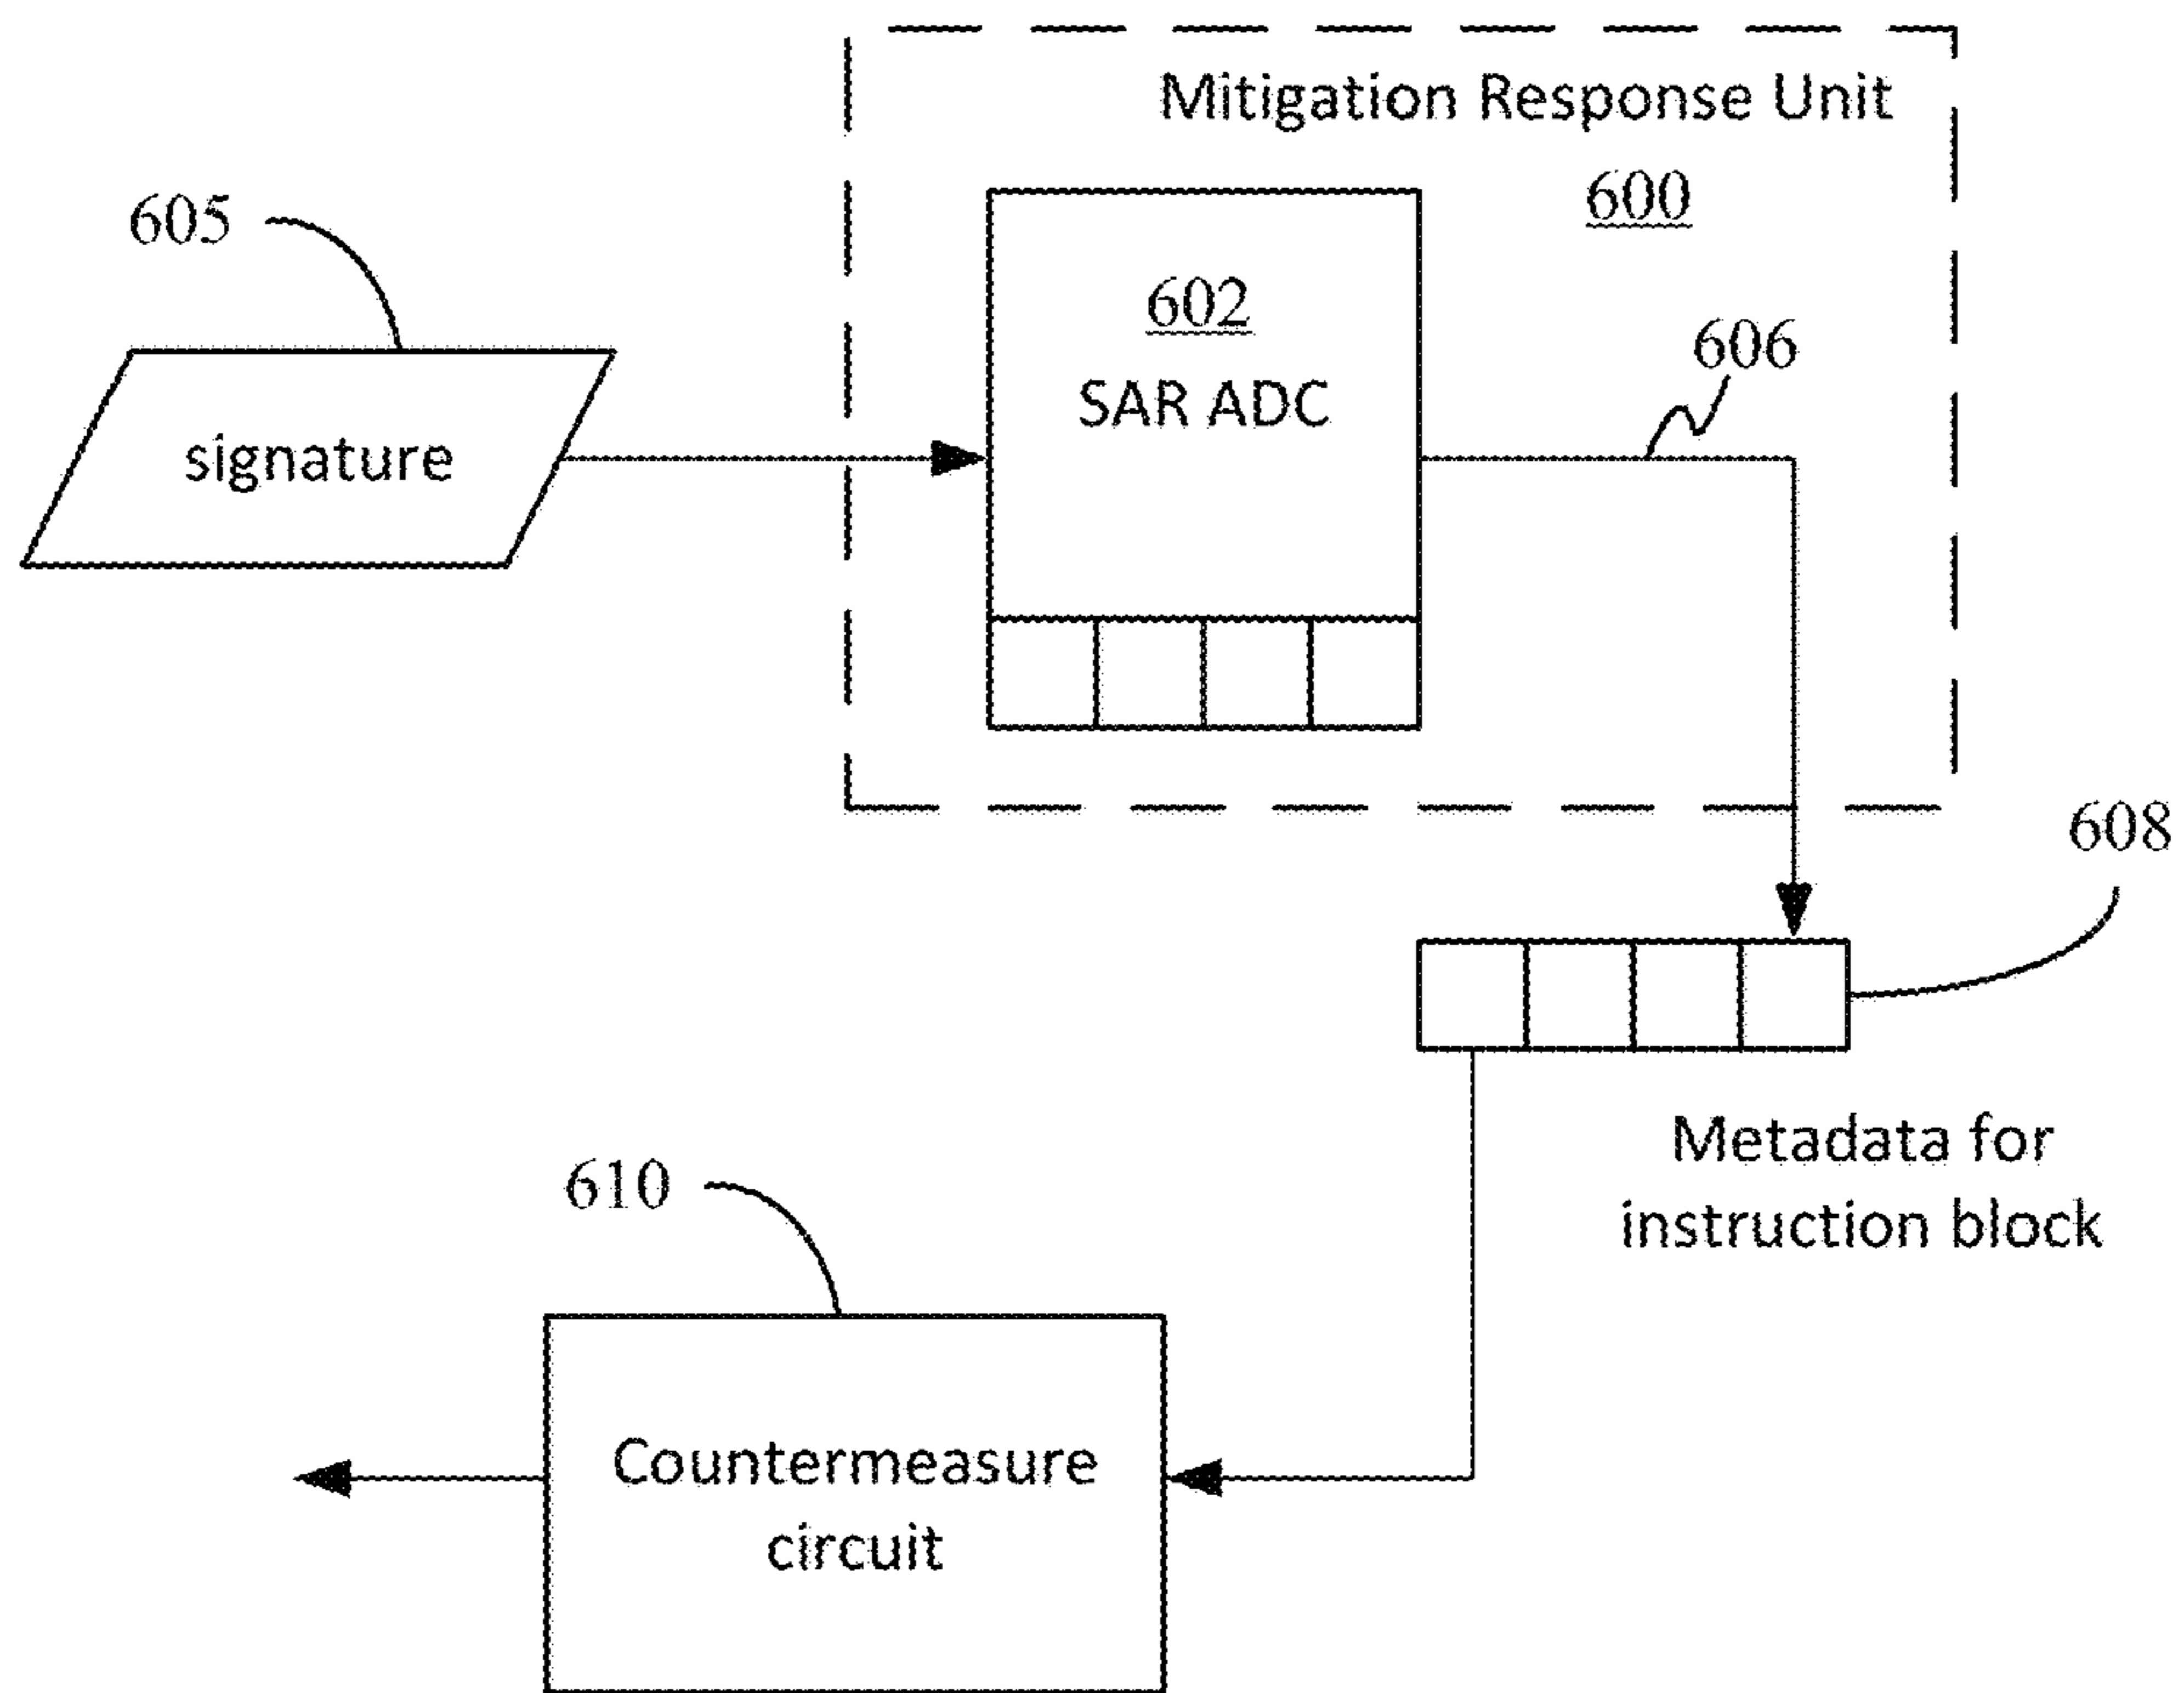 Mitigation Response Unit
600
605
602
SAR ADC
606
signature
608
Metadata for
instruction block
610
Countermeasure
circuit